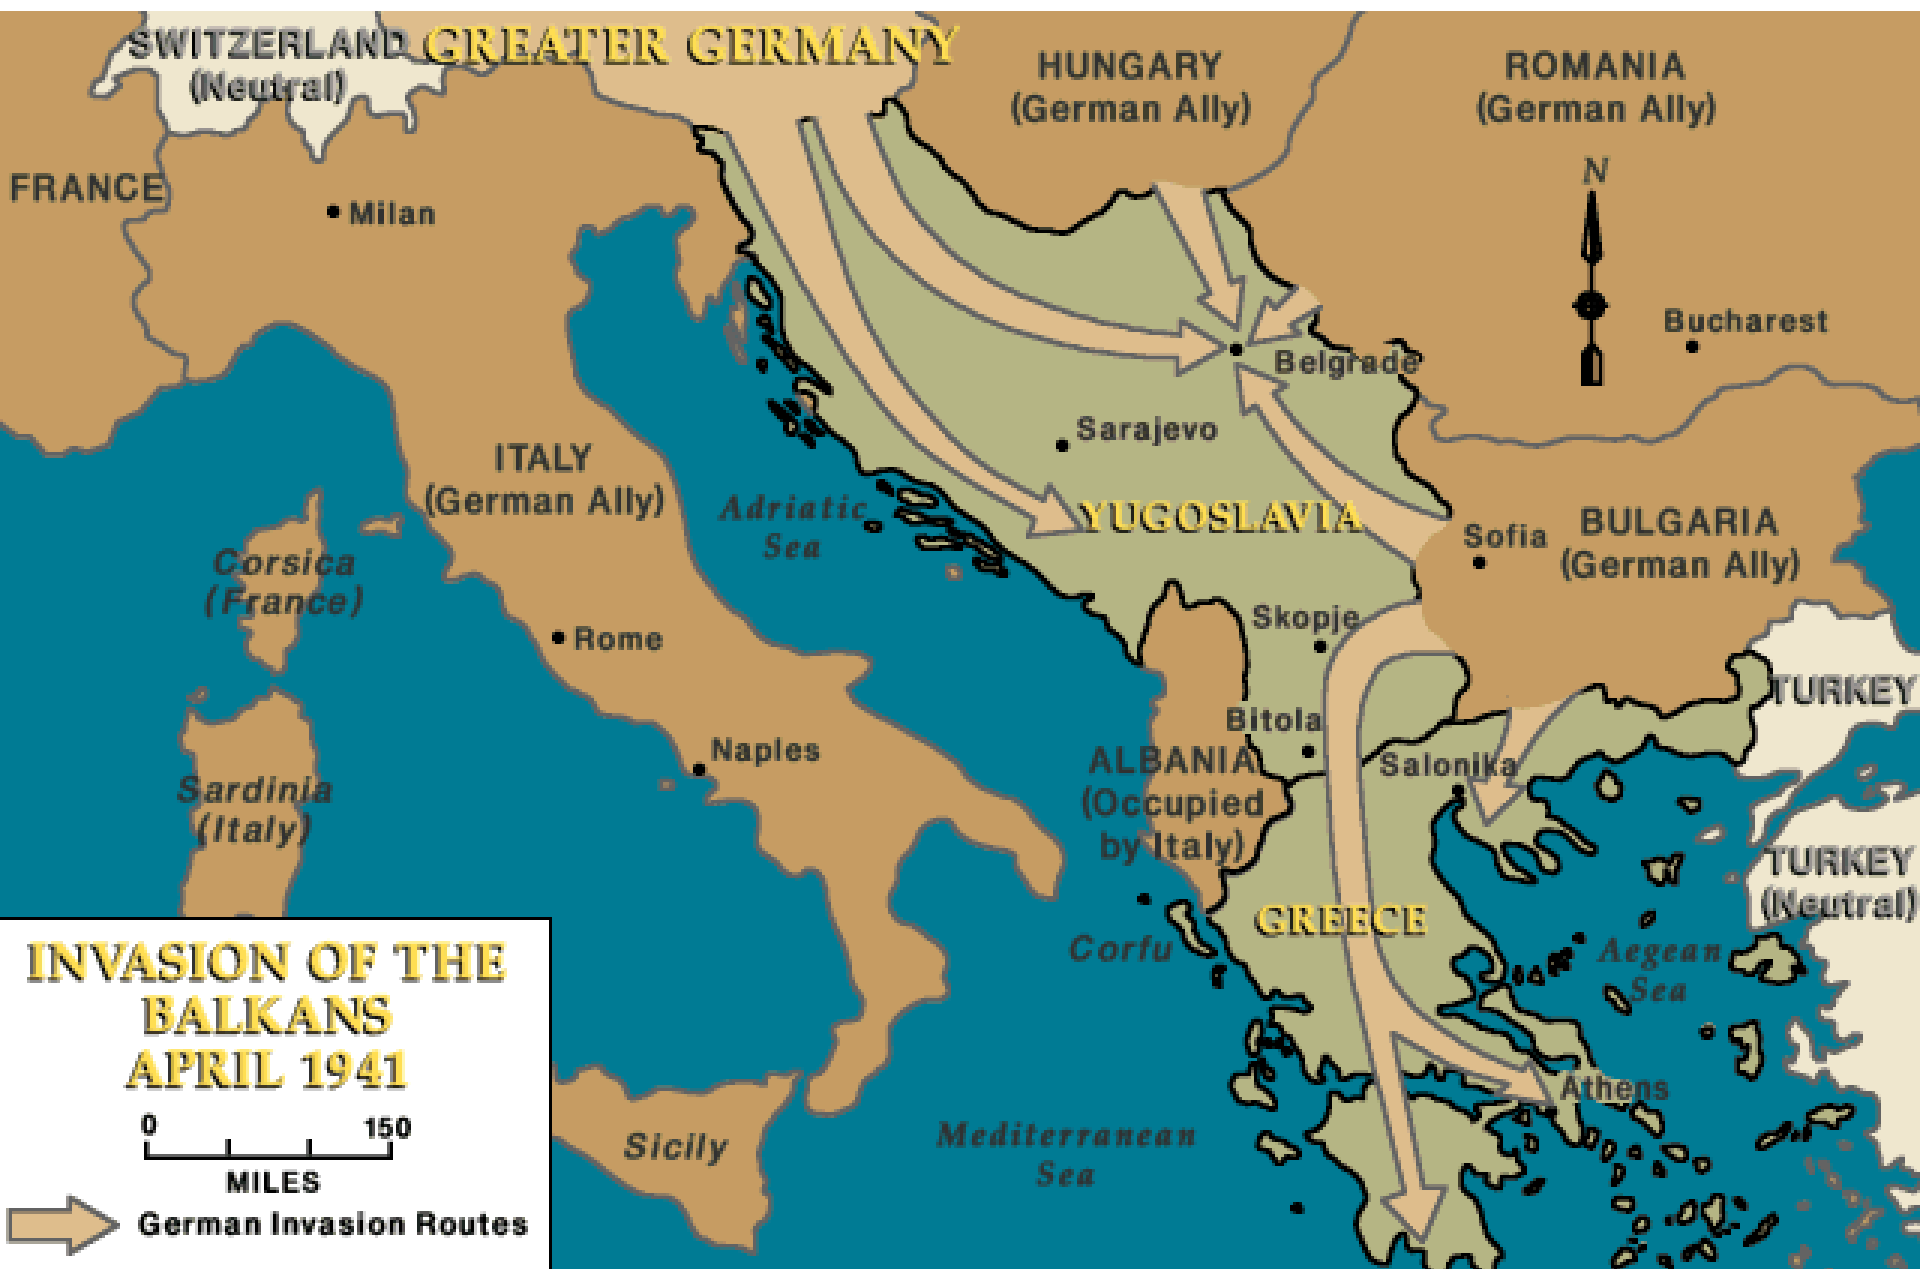 SWITZERLAND
(Neutral)
GREATER GERMANY
HUNGARY
(German Ally)
ROMANIA
(German Ally)
N
FRANCE
Milan
Bucharest
Belgrade
Sarajevo
ITALY
(German Ally)
Adriatic
Sea
YUGOSLAVIA
Sofia
BULGARIA
(German Ally)
Corsica
(France)
Rome
Skopje
TURKEY
Bitola
Naples
ALBANIA
(Occupied
by Italy)
Salonika
Sardinia
(Italy)
TURKEY
(Neutral)
GREECE
Corfu
Aegean
Sea
Athens
Mediterranean
Sea
Sicily
INVASION OF THE
BALKANS
APRIL 1941
0 150
MILES
German Invasion Routes